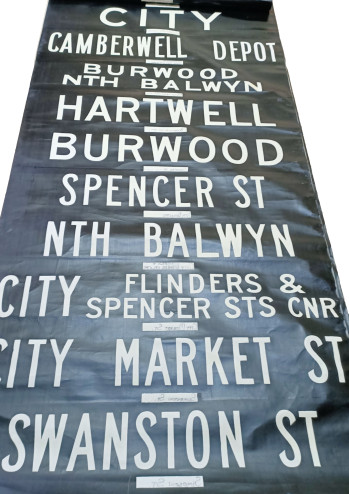 CITY
CAMBERWELL DEPOT
BURWOOD
NTH BALWYN
HARTWELL
BURWOOD
SPENCER ST
NTH BALWYN
CITY FLINDERS &
SPENCER STS CNR
CITY MARKET ST
SWANSTON ST